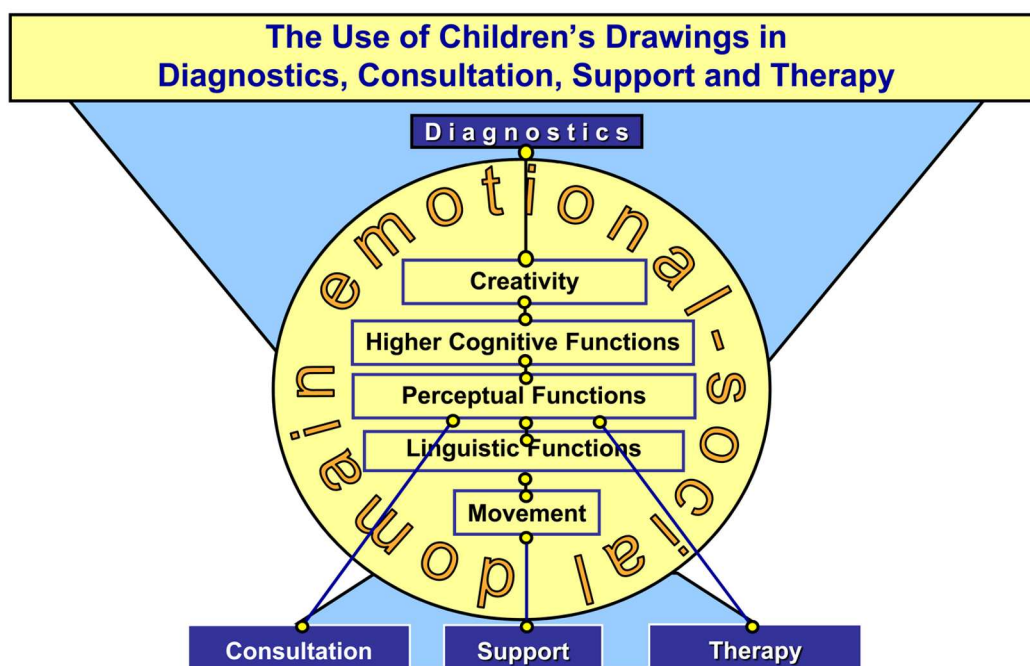 The Use of Children’s Drawings in
Diagnostics, Consultation, Support and Therapy
Diagnostics
emotional-social domain
Creativity
Higher Cognitive Functions
Perceptual Functions
Linguistic Functions
Movement
Consultation
Support
Therapy